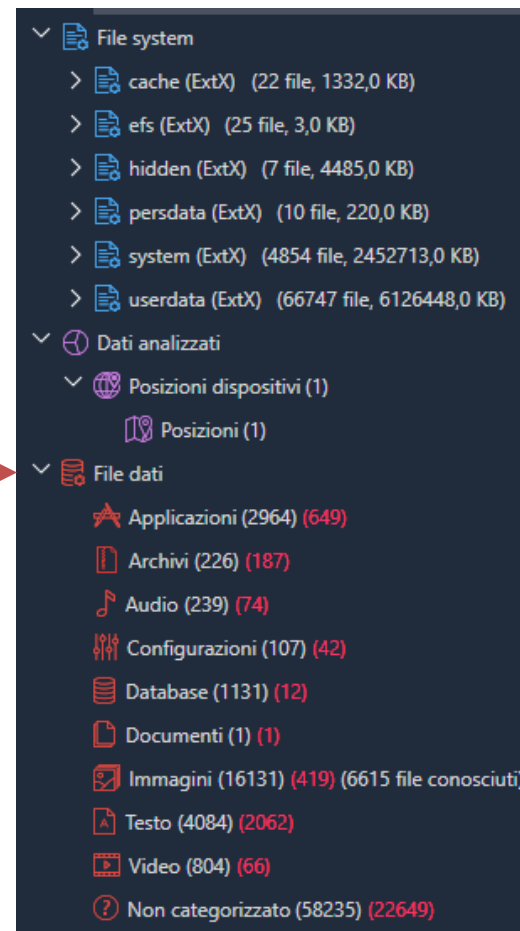 File system
cache (ExtX) (22 file, 1332,0 KB)
efs (ExtX) (25 file, 3,0 KB)
hidden (ExtX) (7 file, 4485,0 KB)
persdata (ExtX) (10 file, 220,0 KB)
system (ExtX) (4854 file, 2452713,0 KB)
userdata (ExtX) (66747 file, 6126448,0 KB)
Dati analizzati
Posizioni dispositivi (1)
Posizioni (1)
File dati
Applicazioni (2964) (649)
Archivi (226) (187)
Audio (239) (74)
Configurazioni (107) (42)
Database (1131) (12)
Documenti (1) (1)
Immagini (16131) (419) (6615 file conosciuti)
Testo (4084) (2062)
Video (804) (66)
Non categorizzato (58235) (22649)